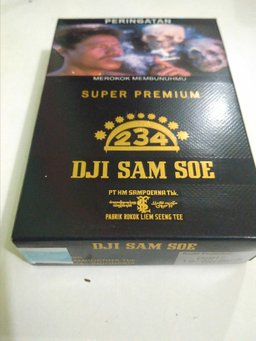 PERINGATAN
MEROKOK MEMBUNUHMU
SUPER PREMIUM
234
DJI SAM SOE
PT HM SAMPOERNA Tbk.
PABRIK ROKOK LIEM SEENG TEE
DJI SAM SOE